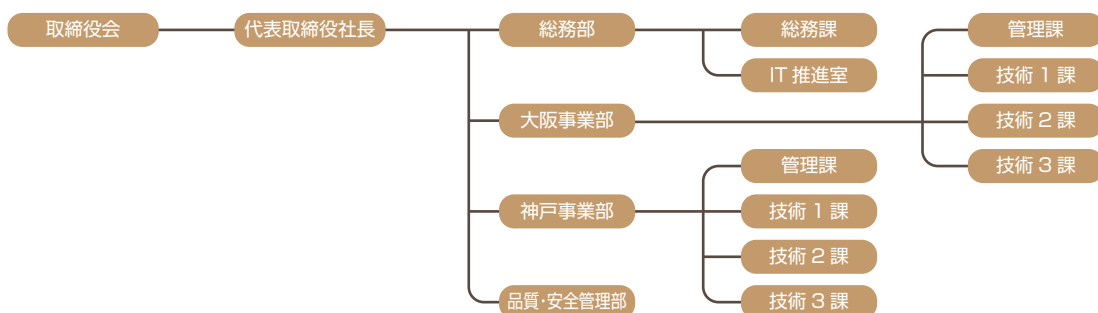 取締役会
代表取締役社長
総務部
総務課
IT 推進室
大阪事業部
管理課
技術 1 課
技術 2 課
技術 3 課
神戸事業部
管理課
技術 1 課
技術 2 課
技術 3 課
品質・安全管理部